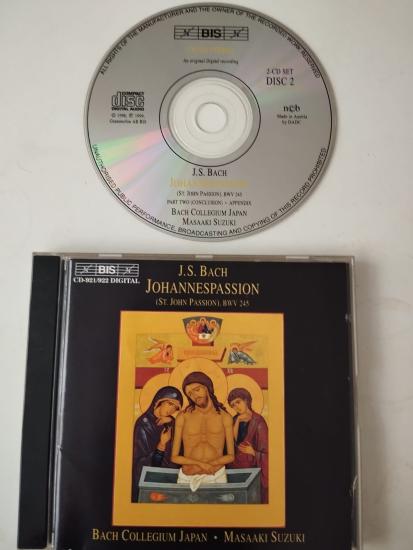 ALL RIGHTS OF THE MANUFACTURER AND THE OWNER OF THE RECORDED WORK RESERVED.
UNAUTHORISED PUBLIC PERFORMANCE, BROADCASTING AND COPYING OF THIS RECORD PROHIBITED
BIS
An original Digital recording
COMPACT
disc
DIGITAL AUDIO
2-CD SET
DISC 2
Made in Austria
by DADC
J.S. BACH
JOHANNESPASSION
(ST. JOHN PASSION), BWV 245
PART TWO (CONCLUSION) • APPENDIX
BACH COLLEGIUM JAPAN
MASAAKI SUZUKI
BIS
CD-921/922 DIGITAL
J.S. BACH
JOHANNESPASSION
(ST. JOHN PASSION), BWV 245
BACH COLLEGIUM JAPAN • MASAAKI SUZUKI